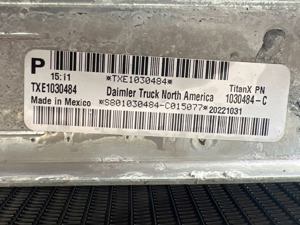 P
15:11 *TXE1030484* TitanX PN
TXE1030484 Daimler Truck North America 1030484-C
Made in Mexico *S801030484-C015077* 20221031